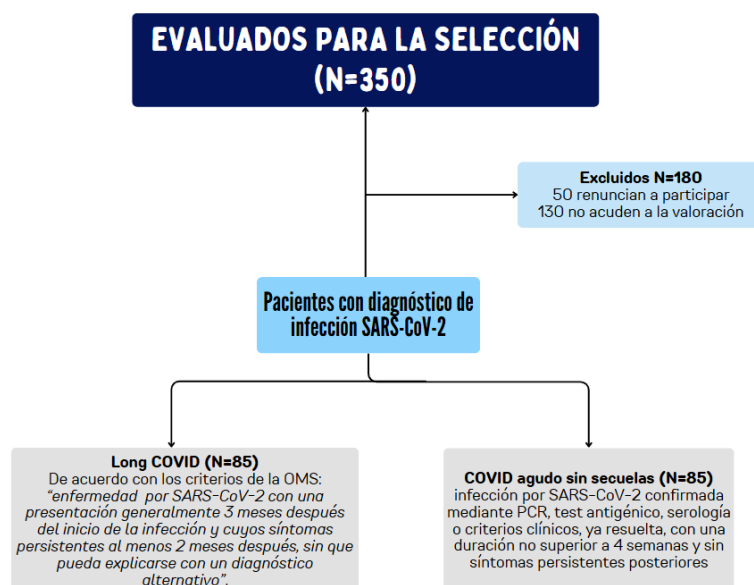 EVALUADOS PARA LA SELECCIÓN
(N=350)
Excluidos N=180
50 renuncian a participar
130 no acuden a la valoración
Pacientes con diagnóstico de
infección SARS-CoV-2
Long COVID (N=85)
De acuerdo con los criterios de la OMS:
"enfermedad por SARS-CoV-2 con una
presentación generalmente 3 meses después
del inicio de la infección y cuyos síntomas
persistentes al menos 2 meses después, sin que
pueda explicarse con un diagnóstico
alternativo".
COVID agudo sin secuelas (N=85)
infección por SARS-CoV-2 confirmada
mediante PCR, test antigénico, serología
o criterios clínicos, ya resuelta, con una
duración no superior a 4 semanas y sin
síntomas persistentes posteriores